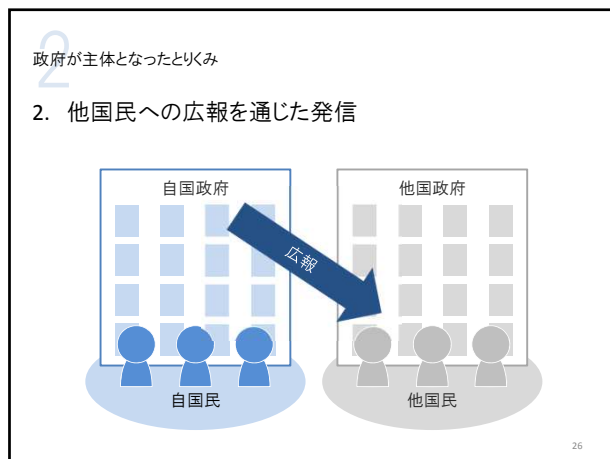 2
政府が主体となったとりくみ
2. 他国民への広報を通じた発信
自国政府
他国政府
広報
自国民
他国民
26